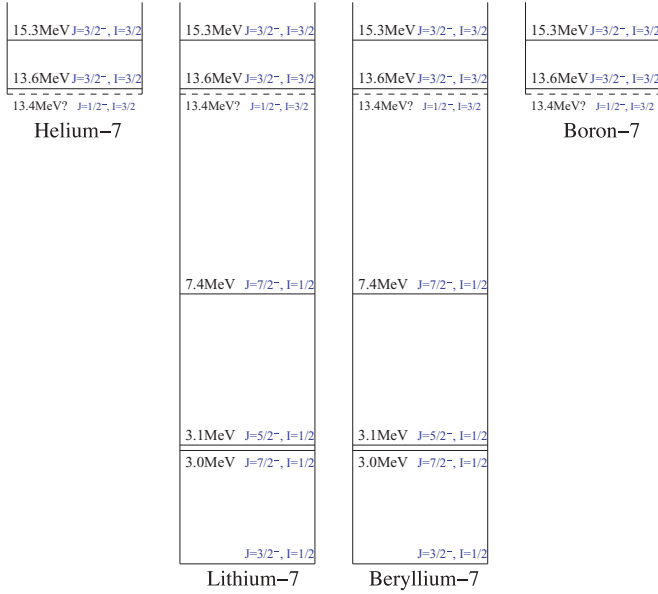 15.3MeV J=3/2−, I=3/2
13.6MeV J=3/2−, I=3/2
13.4MeV? J=1/2−, I=3/2
Helium−7
15.3MeV J=3/2−, I=3/2
13.6MeV J=3/2−, I=3/2
13.4MeV? J=1/2−, I=3/2
7.4MeV J=7/2−, I=1/2
3.1MeV J=5/2−, I=1/2
3.0MeV J=7/2−, I=1/2
J=3/2−, I=1/2
Lithium−7
15.3MeV J=3/2−, I=3/2
13.6MeV J=3/2−, I=3/2
13.4MeV? J=1/2−, I=3/2
7.4MeV J=7/2−, I=1/2
3.1MeV J=5/2−, I=1/2
3.0MeV J=7/2−, I=1/2
J=3/2−, I=1/2
Beryllium−7
15.3MeV J=3/2−, I=3/2
13.6MeV J=3/2−, I=3/2
13.4MeV? J=1/2−, I=3/2
Boron−7